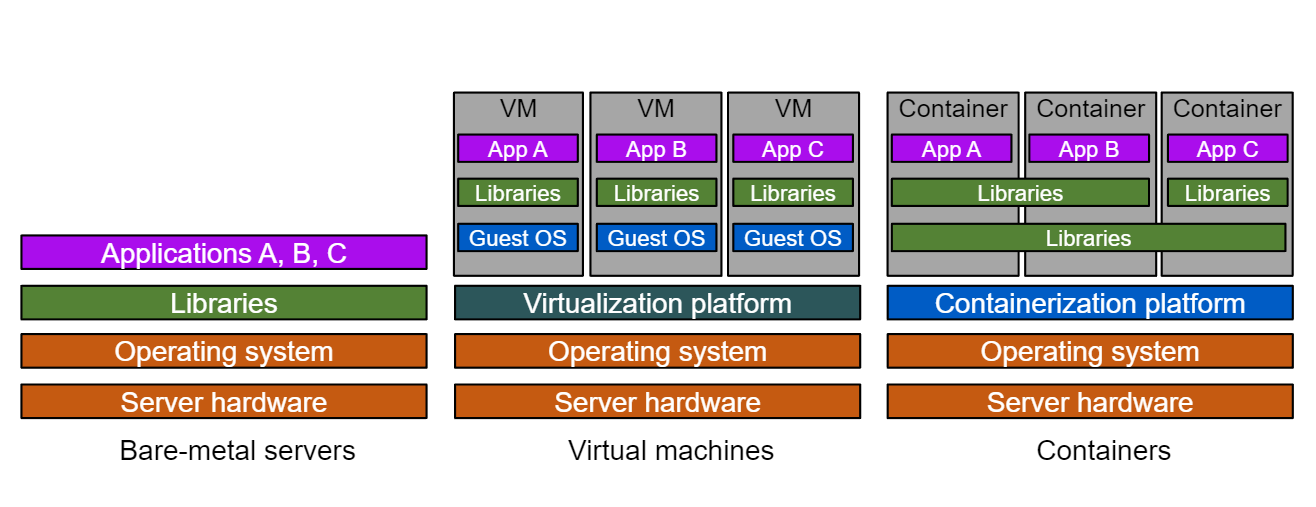 VM VM VM
App A App B App C
Libraries Libraries Libraries
Guest OS Guest OS Guest OS
Container Container Container
App A App B App C
Libraries Libraries
Libraries
Applications A, B, C
Libraries
Operating system
Server hardware
Bare-metal servers
Virtualization platform
Operating system
Server hardware
Virtual machines
Containerization platform
Operating system
Server hardware
Containers